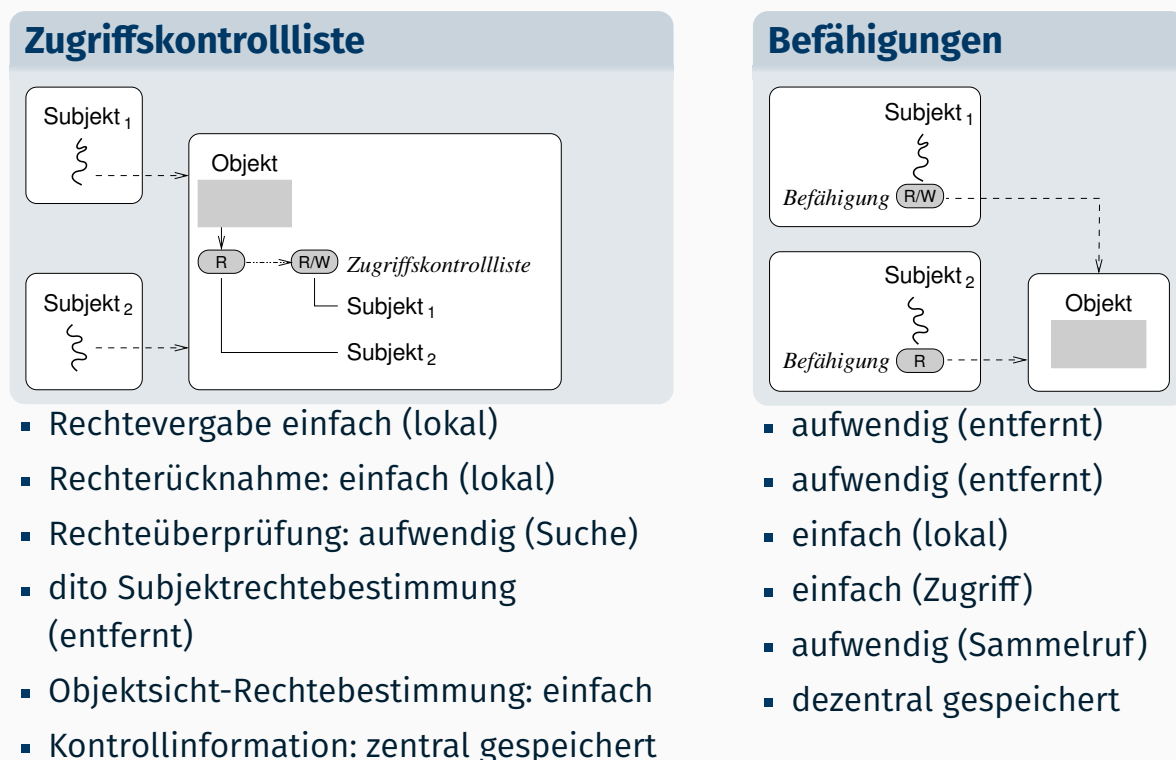 Zugriffskontrollliste
Subjekt 1
Objekt
R
R/W
Zugriffskontrollliste
Subjekt 1
Subjekt 2
Subjekt 2
▪ Rechtevergabe einfach (lokal)
▪ Rechterücknahme: einfach (lokal)
▪ Rechteüberprüfung: aufwendig (Suche)
▪ dito Subjektrechtebestimmung
(entfernt)
▪ Objektsicht-Rechtebestimmung: einfach
▪ Kontrollinformation: zentral gespeichert
Befähigungen
Subjekt 1
Befähigung R/W
Subjekt 2
Befähigung R
Objekt
▪ aufwendig (entfernt)
▪ aufwendig (entfernt)
▪ einfach (lokal)
▪ einfach (Zugriff)
▪ aufwendig (Sammelruf)
▪ dezentral gespeichert